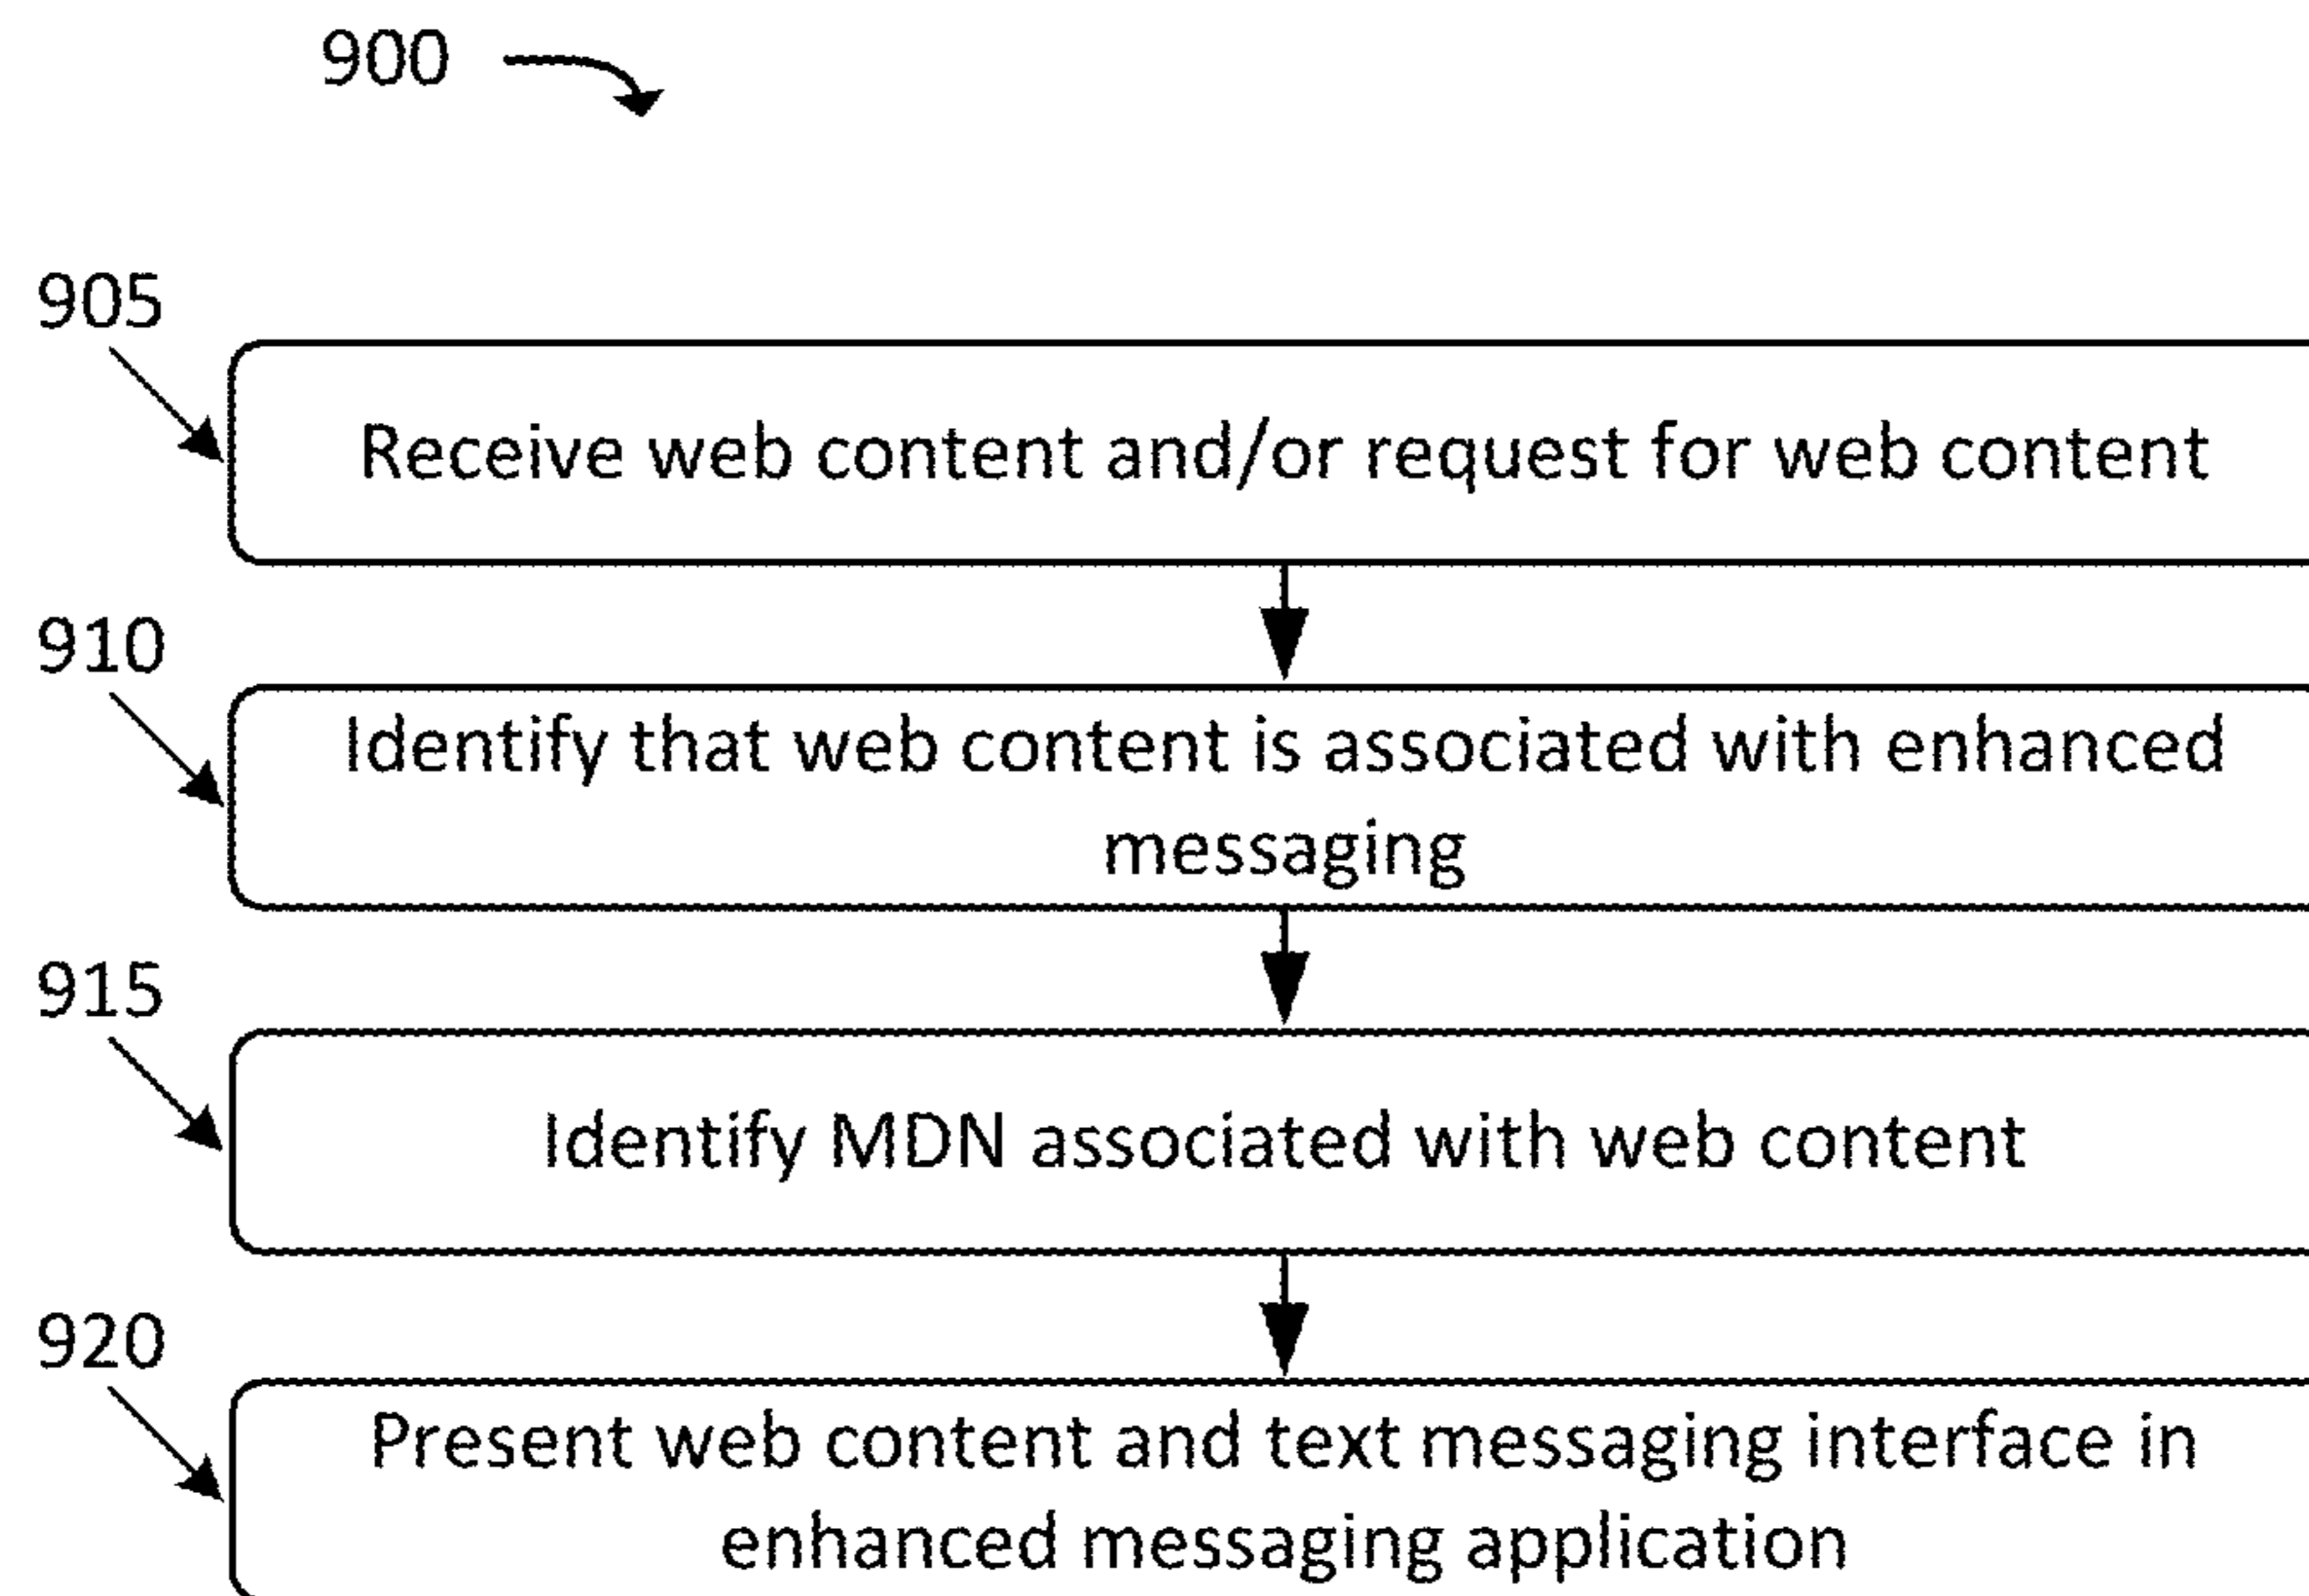 900
905
Receive web content and/or request for web content
910
Identify that web content is associated with enhanced
messaging
915
Identify MDN associated with web content
920
Present web content and text messaging interface in
enhanced messaging application